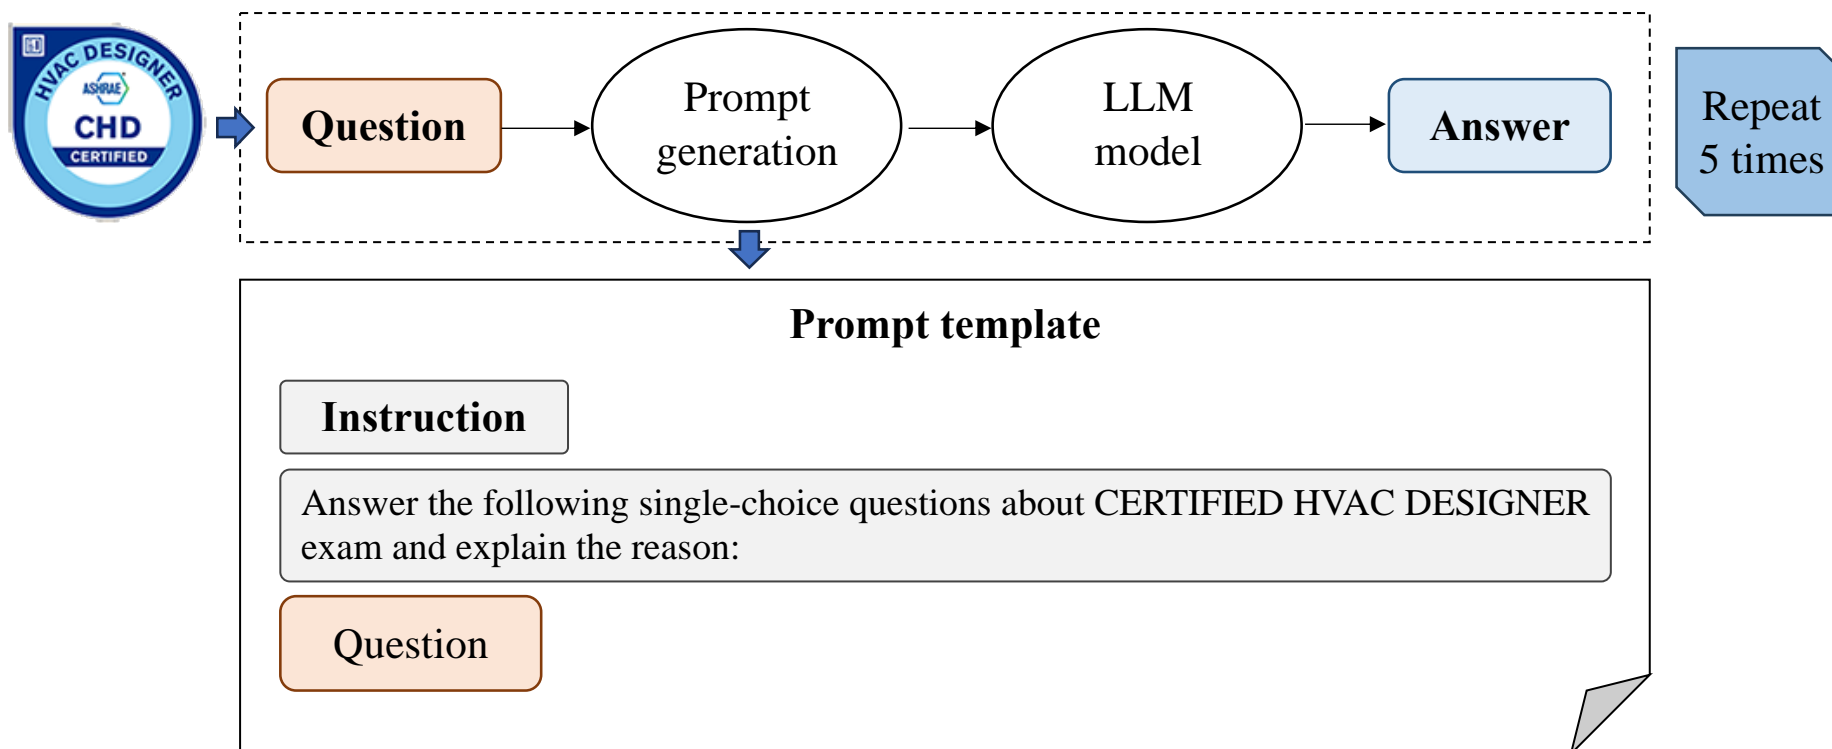 HVAC DESIGNER
ASHRAE
CHD
CERTIFIED
Question
Prompt
generation
LLM
model
Answer
Repeat
5 times
Prompt template
Instruction
Answer the following single-choice questions about CERTIFIED HVAC DESIGNER
exam and explain the reason:
Question